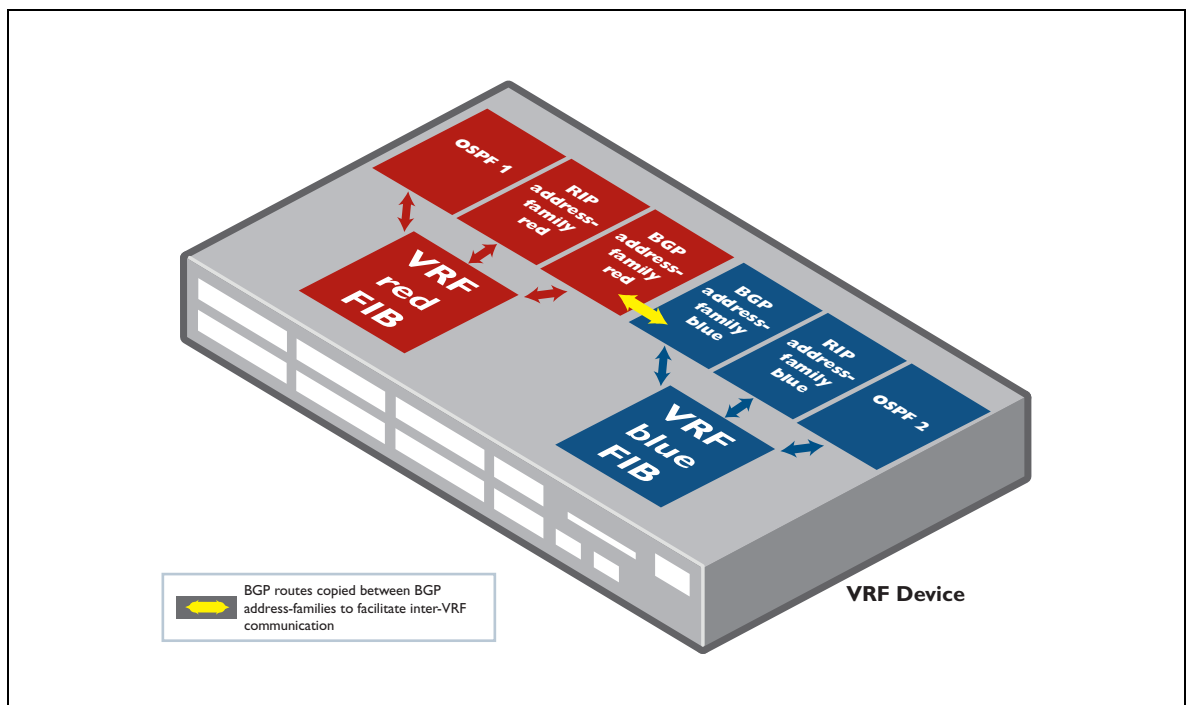 OSPF 1
RIP
address-
family
red
BGP
address-
family
red
VRF
red
FIB
BGP
address-
family
blue
RIP
address-
family
blue
OSPF 2
VRF
blue
FIB
VRF Device
BGP routes copied between BGP
address-families to facilitate inter-VRF
communication